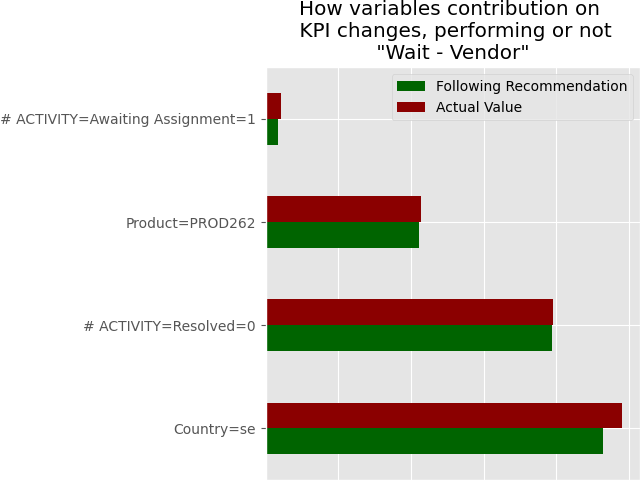 How variables contribution on
KPI changes, performing or not
"Wait - Vendor"
Following Recommendation
Actual Value
# ACTIVITY=Awaiting Assignment=1
Product=PROD262
# ACTIVITY=Resolved=0
Country=se